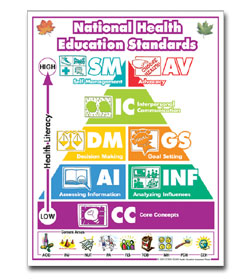 National Health
Education Standards
HIGH
SM
AV
Self Management
Advocacy
IC
Interpersonal
Communication
Health-Literacy
DM
GS
Decision Making
Goal Setting
AI
INF
Accessing Information
Analyzing Influences
LOW
CC
Core Concepts
Content Areas